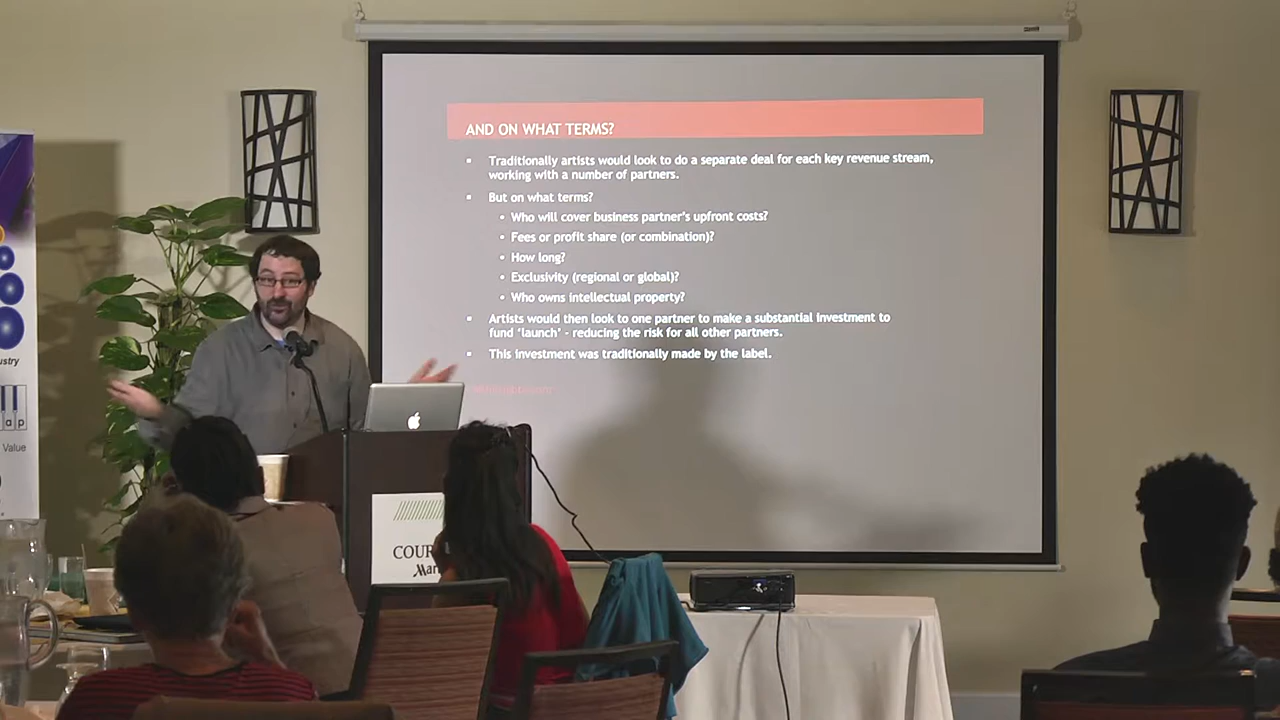 AND ON WHAT TERMS?
Traditionally artists would look to do a separate deal for each key revenue stream,
working with a number of partners.
But on what terms?
Who will cover business partner's upfront costs?
Fees or profit share (or combination)?
How long?
Exclusivity (regional or global)?
Who owns intellectual property?
Artists would then look to one partner to make a substantial investment to
fund 'launch' - reducing the risk for all other partners.
This investment was traditionally made by the label.
ustry
a p
Value
COUR
Mar